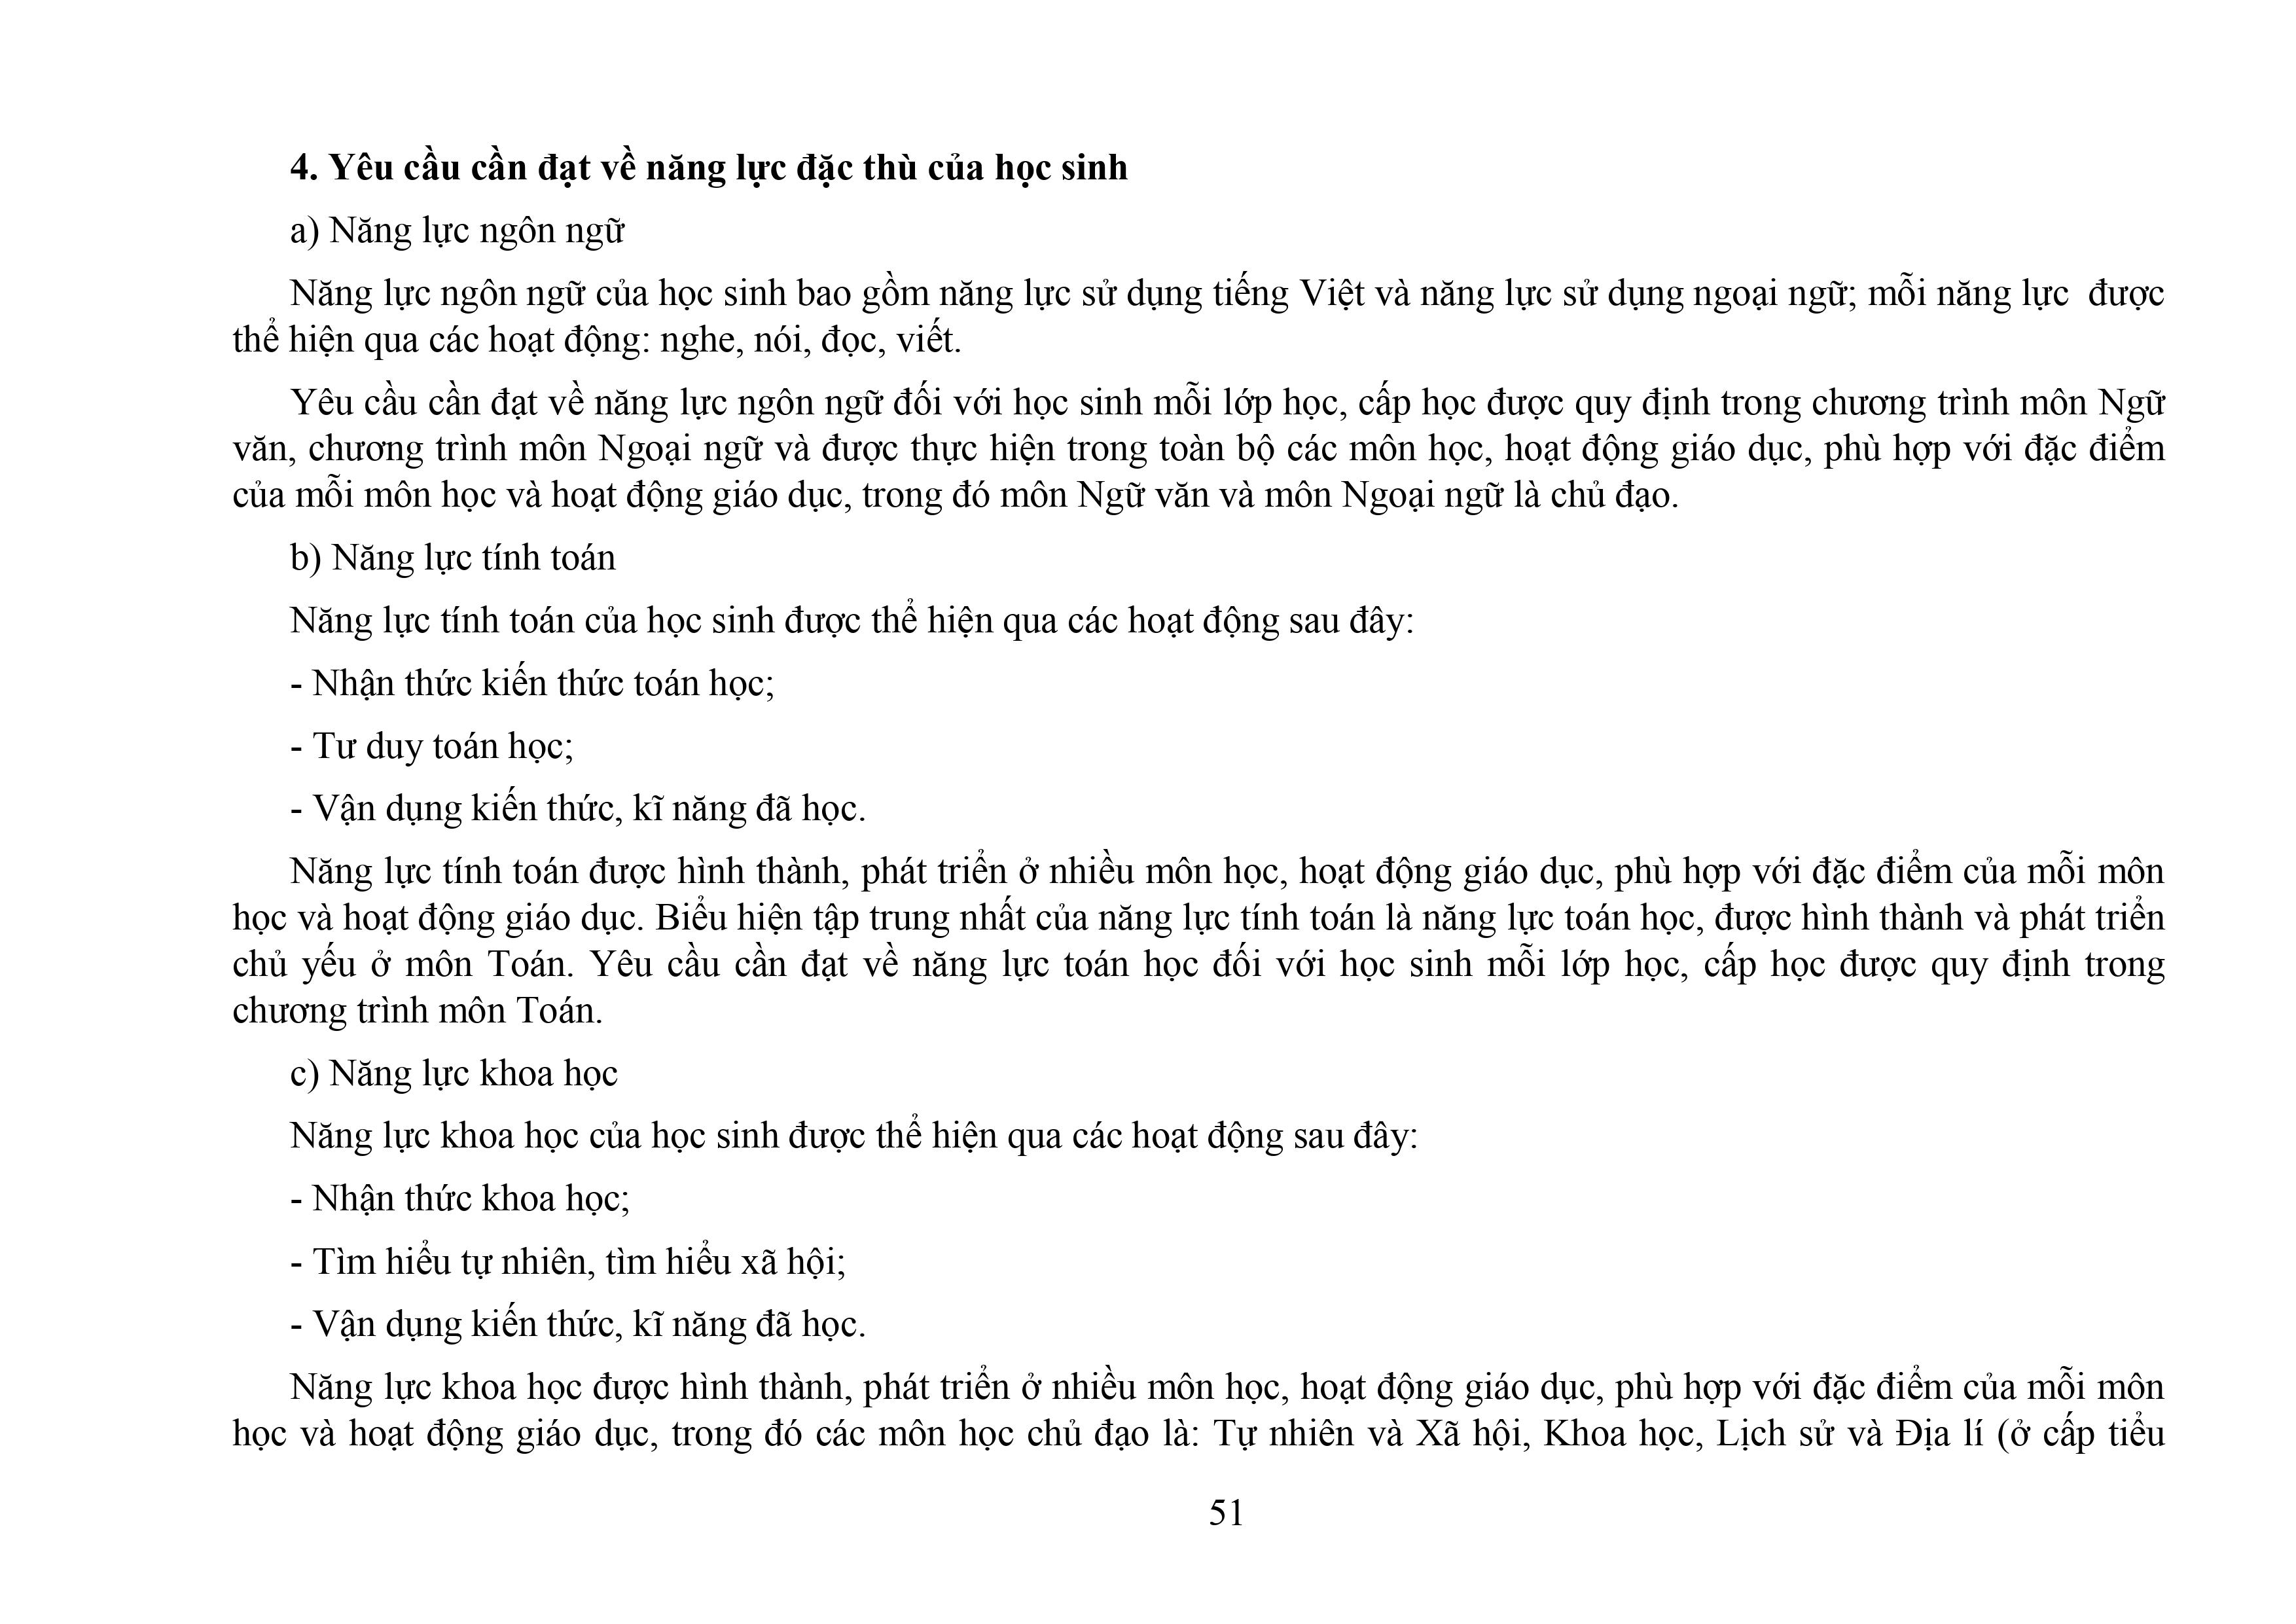 4. Yêu cầu cần đạt về năng lực đặc thù của học sinh
a) Năng lực ngôn ngữ
Năng lực ngôn ngữ của học sinh bao gồm năng lực sử dụng tiếng Việt và năng lực sử dụng ngoại ngữ; mỗi năng lực được
thể hiện qua các hoạt động: nghe, nói, đọc, viết.
Yêu cầu cần đạt về năng lực ngôn ngữ đối với học sinh mỗi lớp học, cấp học được quy định trong chương trình môn Ngữ
văn, chương trình môn Ngoại ngữ và được thực hiện trong toàn bộ các môn học, hoạt động giáo dục, phù hợp với đặc điểm
của mỗi môn học và hoạt động giáo dục, trong đó môn Ngữ văn và môn Ngoại ngữ là chủ đạo.
b) Năng lực tính toán
Năng lực tính toán của học sinh được thể hiện qua các hoạt động sau đây:
- Nhận thức kiến thức toán học;
- Tư duy toán học;
- Vận dụng kiến thức, kĩ năng đã học.
Năng lực tính toán được hình thành, phát triển ở nhiều môn học, hoạt động giáo dục, phù hợp với đặc điểm của mỗi môn
học và hoạt động giáo dục. Biểu hiện tập trung nhất của năng lực tính toán là năng lực toán học, được hình thành và phát triển
chủ yếu ở môn Toán. Yêu cầu cần đạt về năng lực toán học đối với học sinh mỗi lớp học, cấp học được quy định trong
chương trình môn Toán.
c) Năng lực khoa học
Năng lực khoa học của học sinh được thể hiện qua các hoạt động sau đây:
- Nhận thức khoa học;
- Tìm hiểu tự nhiên, tìm hiểu xã hội;
- Vận dụng kiến thức, kĩ năng đã học.
Năng lực khoa học được hình thành, phát triển ở nhiều môn học, hoạt động giáo dục, phù hợp với đặc điểm của mỗi môn
học và hoạt động giáo dục, trong đó các môn học chủ đạo là: Tự nhiên và Xã hội, Khoa học, Lịch sử và Địa lí (ở cấp tiểu
51